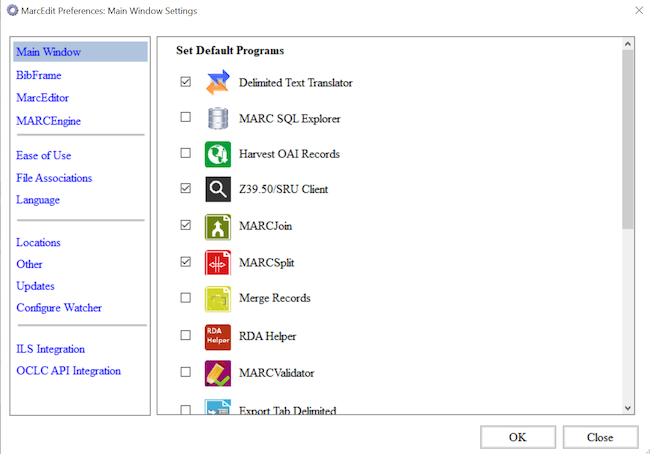 MarcEdit Preferences: Main Window Settings
Main Window
BibFrame
MarcEditor
MARCEngine
Ease of Use
File Associations
Language
Locations
Other
Updates
Configure Watcher
ILS Integration
OCLC API Integration
Set Default Programs
Delimited Text Translator
MARC SQL Explorer
Harvest OAI Records
Z39.50/SRU Client
MARCJoin
MARCSplit
Merge Records
RDA
Helper
RDA Helper
MARCValidator
Export Tab Delimited
OK
Close